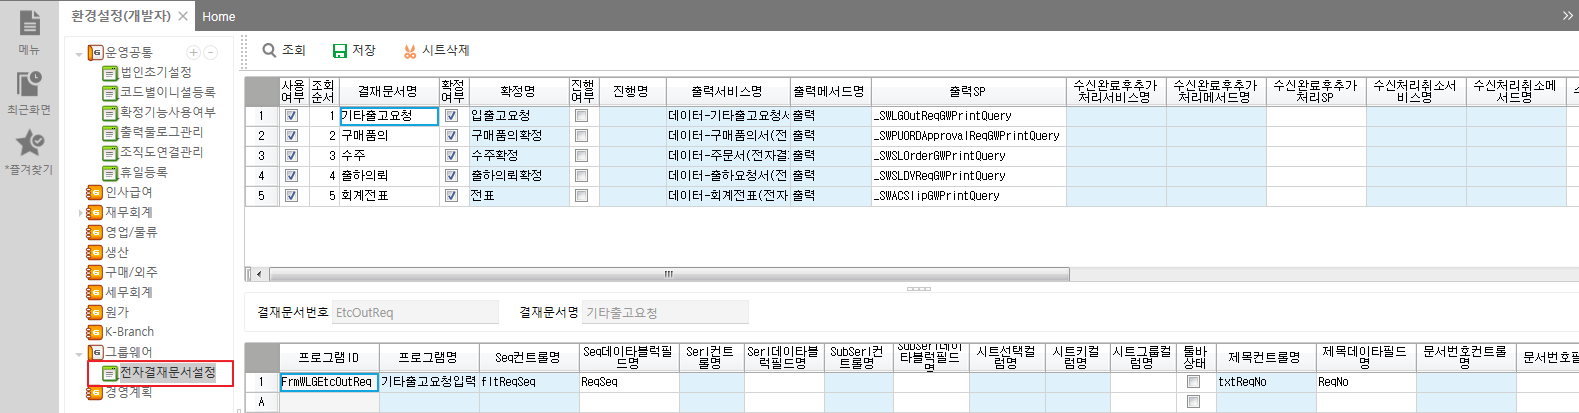 환경설정(개발자) ✕ Home »
메뉴
최근화면
*즐겨찾기
운영공통
법인초기설정
코드별이니셜등록
확정기능사용여부
출력물로그관리
조직도연결관리
휴일등록
인사급여
재무회계
영업/물류
생산
구매/외주
세무회계
원가
K-Branch
그룹웨어
전자결재문서설정
경영계획
조회 저장 시트삭제
사용여부 조회순서 결재문서명 확정여부 확정명 진행여부 진행명 출력서비스명 출력메서드명 출력SP 수신완료후추가처리서비스명 수신완료후추가처리메드명 수신완료후추가처리SP 수신처리취소서비스명 수신처리취소메서드명
1 1 기타출고요청 입출고요청 데이터-기타출고요청서 출력 _SWLGOutReqGWPrintQuery
2 2 구매품의 구매품의확정 데이터-구매품의서(전 출력 _SWPUORDApprovalReqGWPrintQuery
3 3 수주 수주확정 데이터-주문서(전자결 출력 _SWSLOrderGWPrintQuery
4 4 출하의뢰 출하의뢰확정 데이터-출하요청서(전 출력 _SWSLDVReqGWPrintQuery
5 5 회계전표 전표 데이터-회계전표(전자 출력 _SWACSlipGWPrintQuery
결재문서번호 EtcOutReq 결재문서명 기타출고요청
프로그램ID 프로그램명 Seq컨트롤명 Seq데이타블럭필드명 Serl컨트롤명 Serl데이타블럭필드명 SubSerl컨트롤명 SubSerl데이타블럭필드명 시트선택컬럼명 시트키컬럼명 시트그룹컬럼명 툴바상태 제목컨트롤명 제목데이타필드명 문서번호컨트롤명 문서번호필
1 FrmWLGEtcOutReq 기타출고요청입력 fltReqSeq ReqSeq txtReqNo ReqNo
A